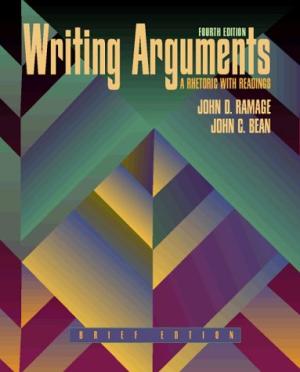 FOURTH EDITION
Writing Arguments
A RHETORIC WITH READINGS
JOHN D. RAMAGE
JOHN C. BEAN
BRIEF EDITION